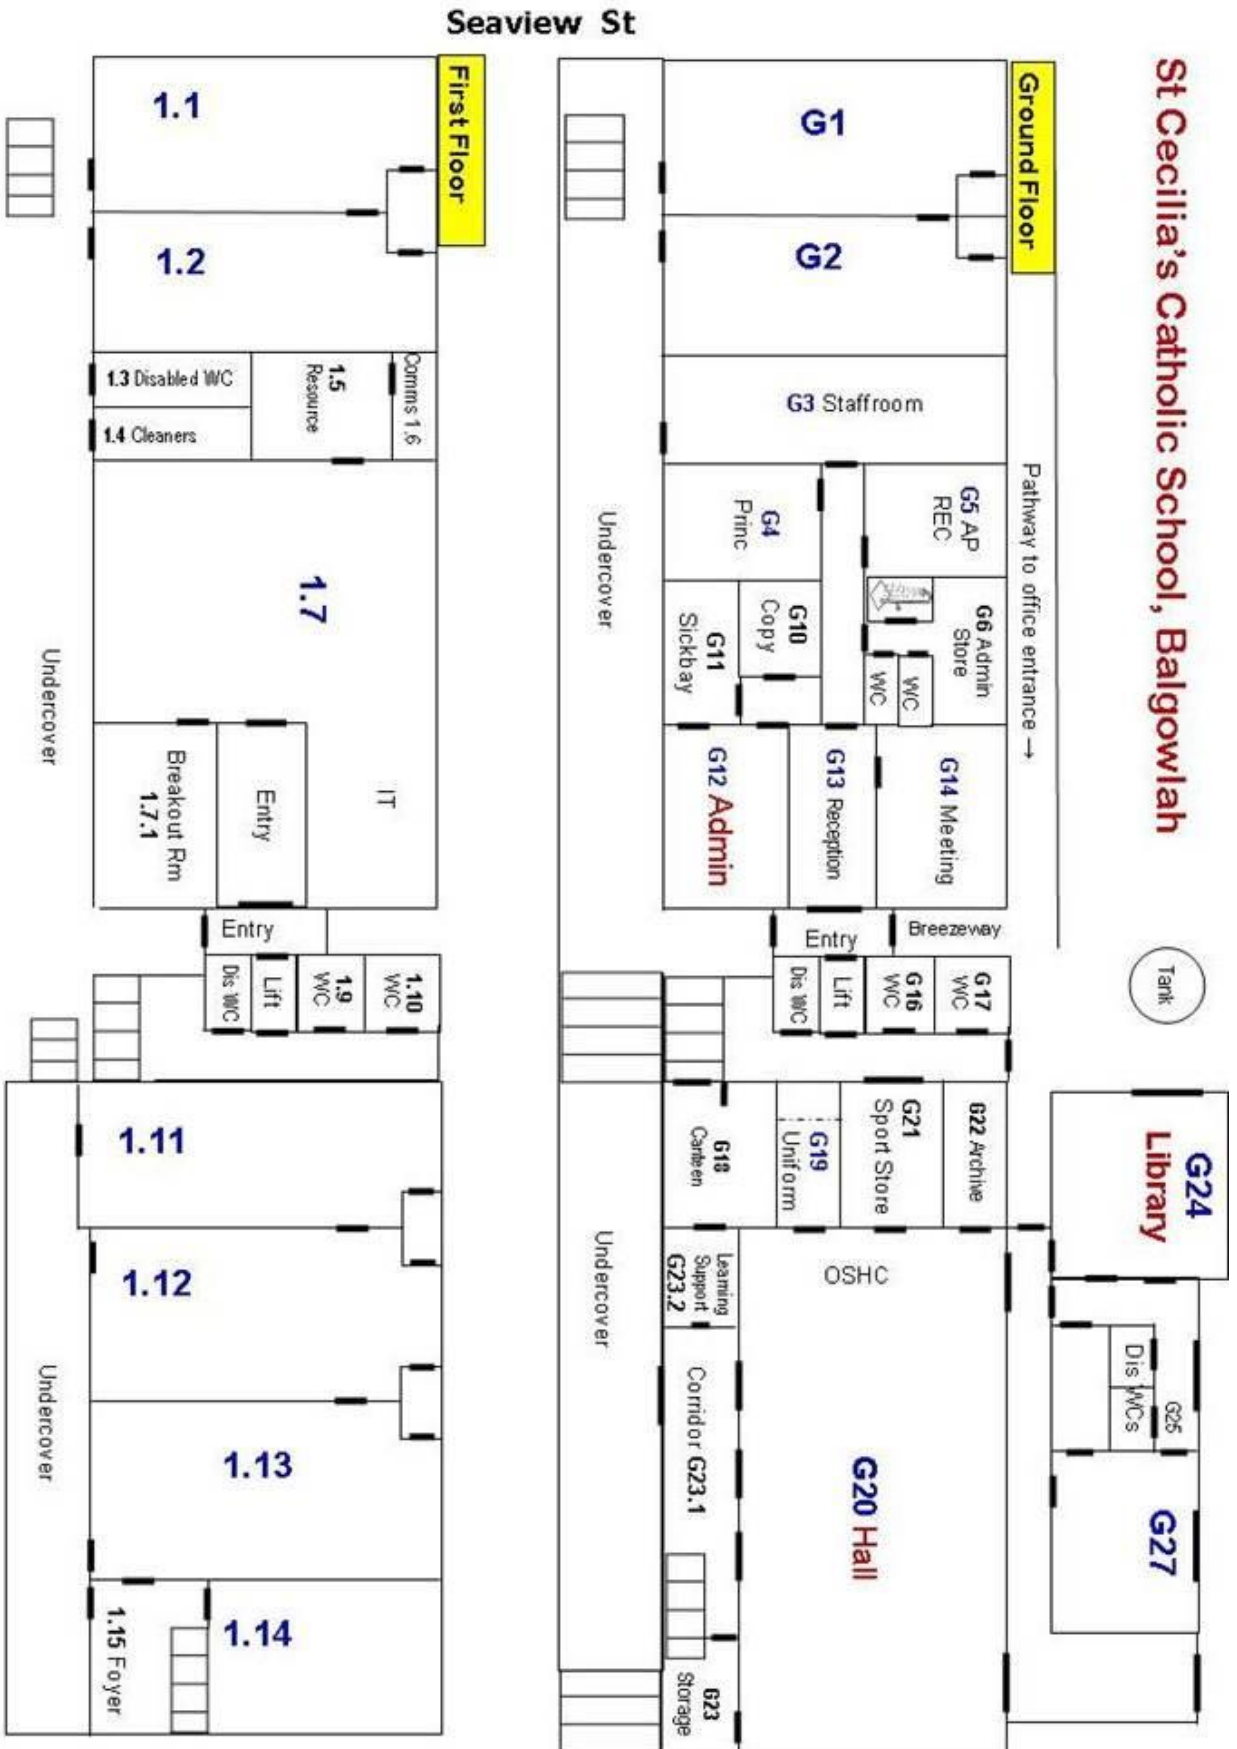 Seaview St
St Cecilia's Catholic School, Balgowlah
Ground Floor
Pathway to office entrance →
G1
G2
G3 Staffroom
G4
Princ
G5 AP
REC
G6 Admin
Store
WC
WC
G10
Copy
G11
Sickbay
G12 Admin
G13 Reception
G14 Meeting
Undercover
Entry
Breezeway
Tank
Dis WC
Lift
G16
WC
G17
WC
G18
Canteen
G19
Uniform
G21
Sport Store
G22 Archive
G24
Library
Learning
Support
G23.2
OSHC
Undercover
Dis WCs
G25
Corridor G23.1
G20 Hall
G27
G23
Storage
First Floor
1.1
1.2
1.3 Disabled WC
1.4 Cleaners
1.5
Resource
Comms 1.6
1.7
Undercover
Breakout Rm
1.7.1
Entry
IT
Entry
Dis WC
Lift
1.9
WC
1.10
WC
1.11
1.12
1.13
Undercover
1.14
1.15 Foyer